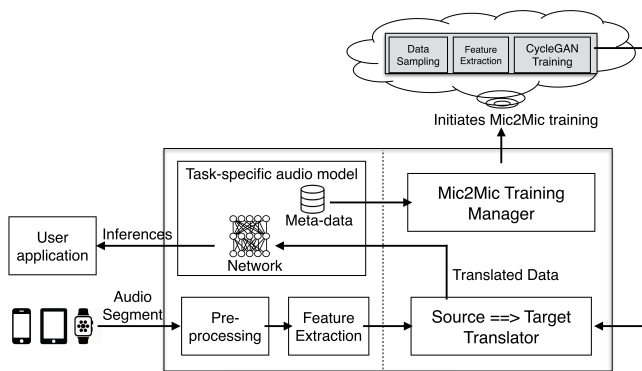 Data
Sampling
Feature
Extraction
CycleGAN
Training
Initiates Mic2Mic training
Task-specific audio model
Meta-data
Network
Mic2Mic Training
Manager
User
application
Inferences
Translated Data
Audio
Segment
Pre-
processing
Feature
Extraction
Source ==> Target
Translator